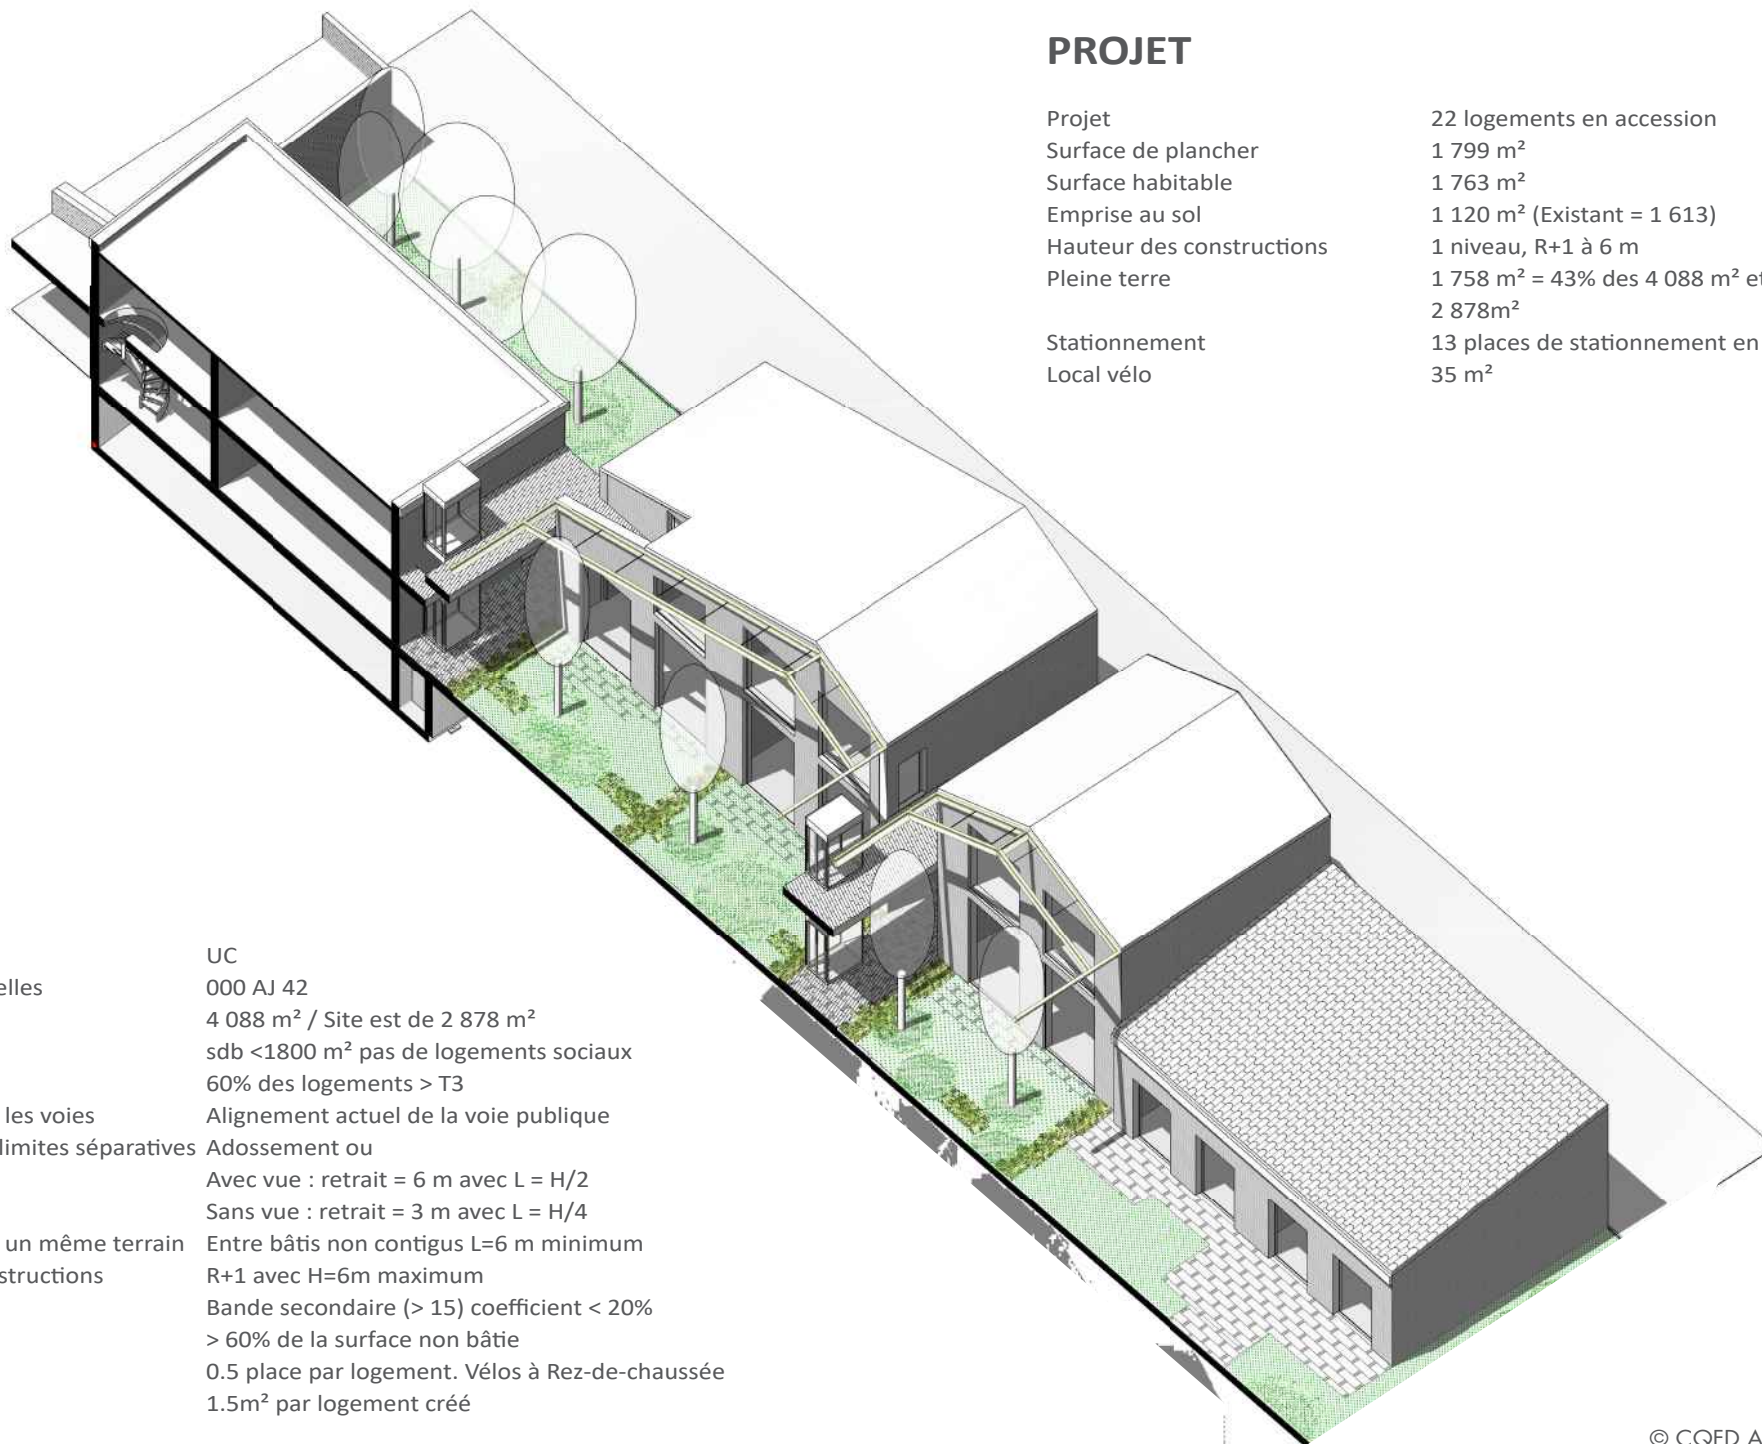 PROJET
Projet 22 logements en accession
Surface de plancher 1 799 m²
Surface habitable 1 763 m²
Emprise au sol 1 120 m² (Existant = 1 613)
Hauteur des constructions 1 niveau, R+1 à 6 m
Pleine terre 1 758 m² = 43% des 4 088 m² et
2 878m²
Stationnement 13 places de stationnement en
Local vélo 35 m²
UC
elles 000 AJ 42
4 088 m² / Site est de 2 878 m²
sdb <1800 m² pas de logements sociaux
60% des logements > T3
les voies Alignement actuel de la voie publique
limites séparatives Adossement ou
Avec vue : retrait = 6 m avec L = H/2
Sans vue : retrait = 3 m avec L = H/4
un même terrain Entre bâtis non contigus L=6 m minimum
structions R+1 avec H=6m maximum
Bande secondaire (> 15) coefficient < 20%
> 60% de la surface non bâtie
0.5 place par logement. Vélos à Rez-de-chaussée
1.5m² par logement créé
© CQFD A